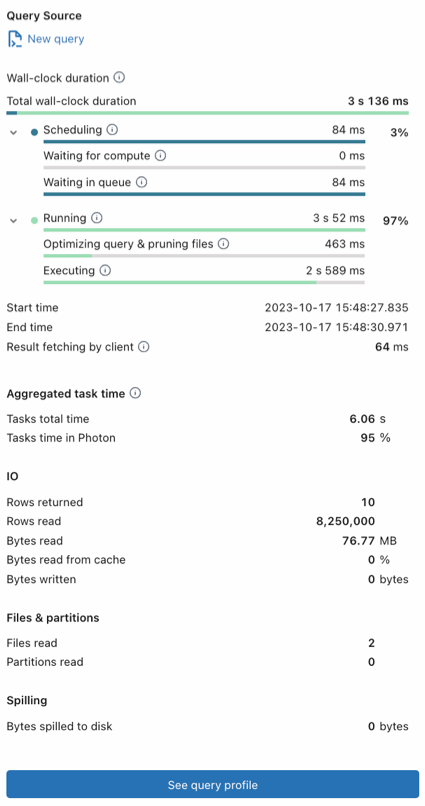 Query Source
New query
Wall-clock duration
Total wall-clock duration 3 s 136 ms
Scheduling 84 ms 3%
Waiting for compute 0 ms
Waiting in queue 84 ms
Running 3 s 52 ms 97%
Optimizing query & pruning files 463 ms
Executing 2 s 589 ms
Start time 2023-10-17 15:48:27.835
End time 2023-10-17 15:48:30.971
Result fetching by client 64 ms
Aggregated task time
Tasks total time 6.06 s
Tasks time in Photon 95 %
IO
Rows returned 10
Rows read 8,250,000
Bytes read 76.77 MB
Bytes read from cache 0 %
Bytes written 0 bytes
Files & partitions
Files read 2
Partitions read 0
Spilling
Bytes spilled to disk 0 bytes
See query profile